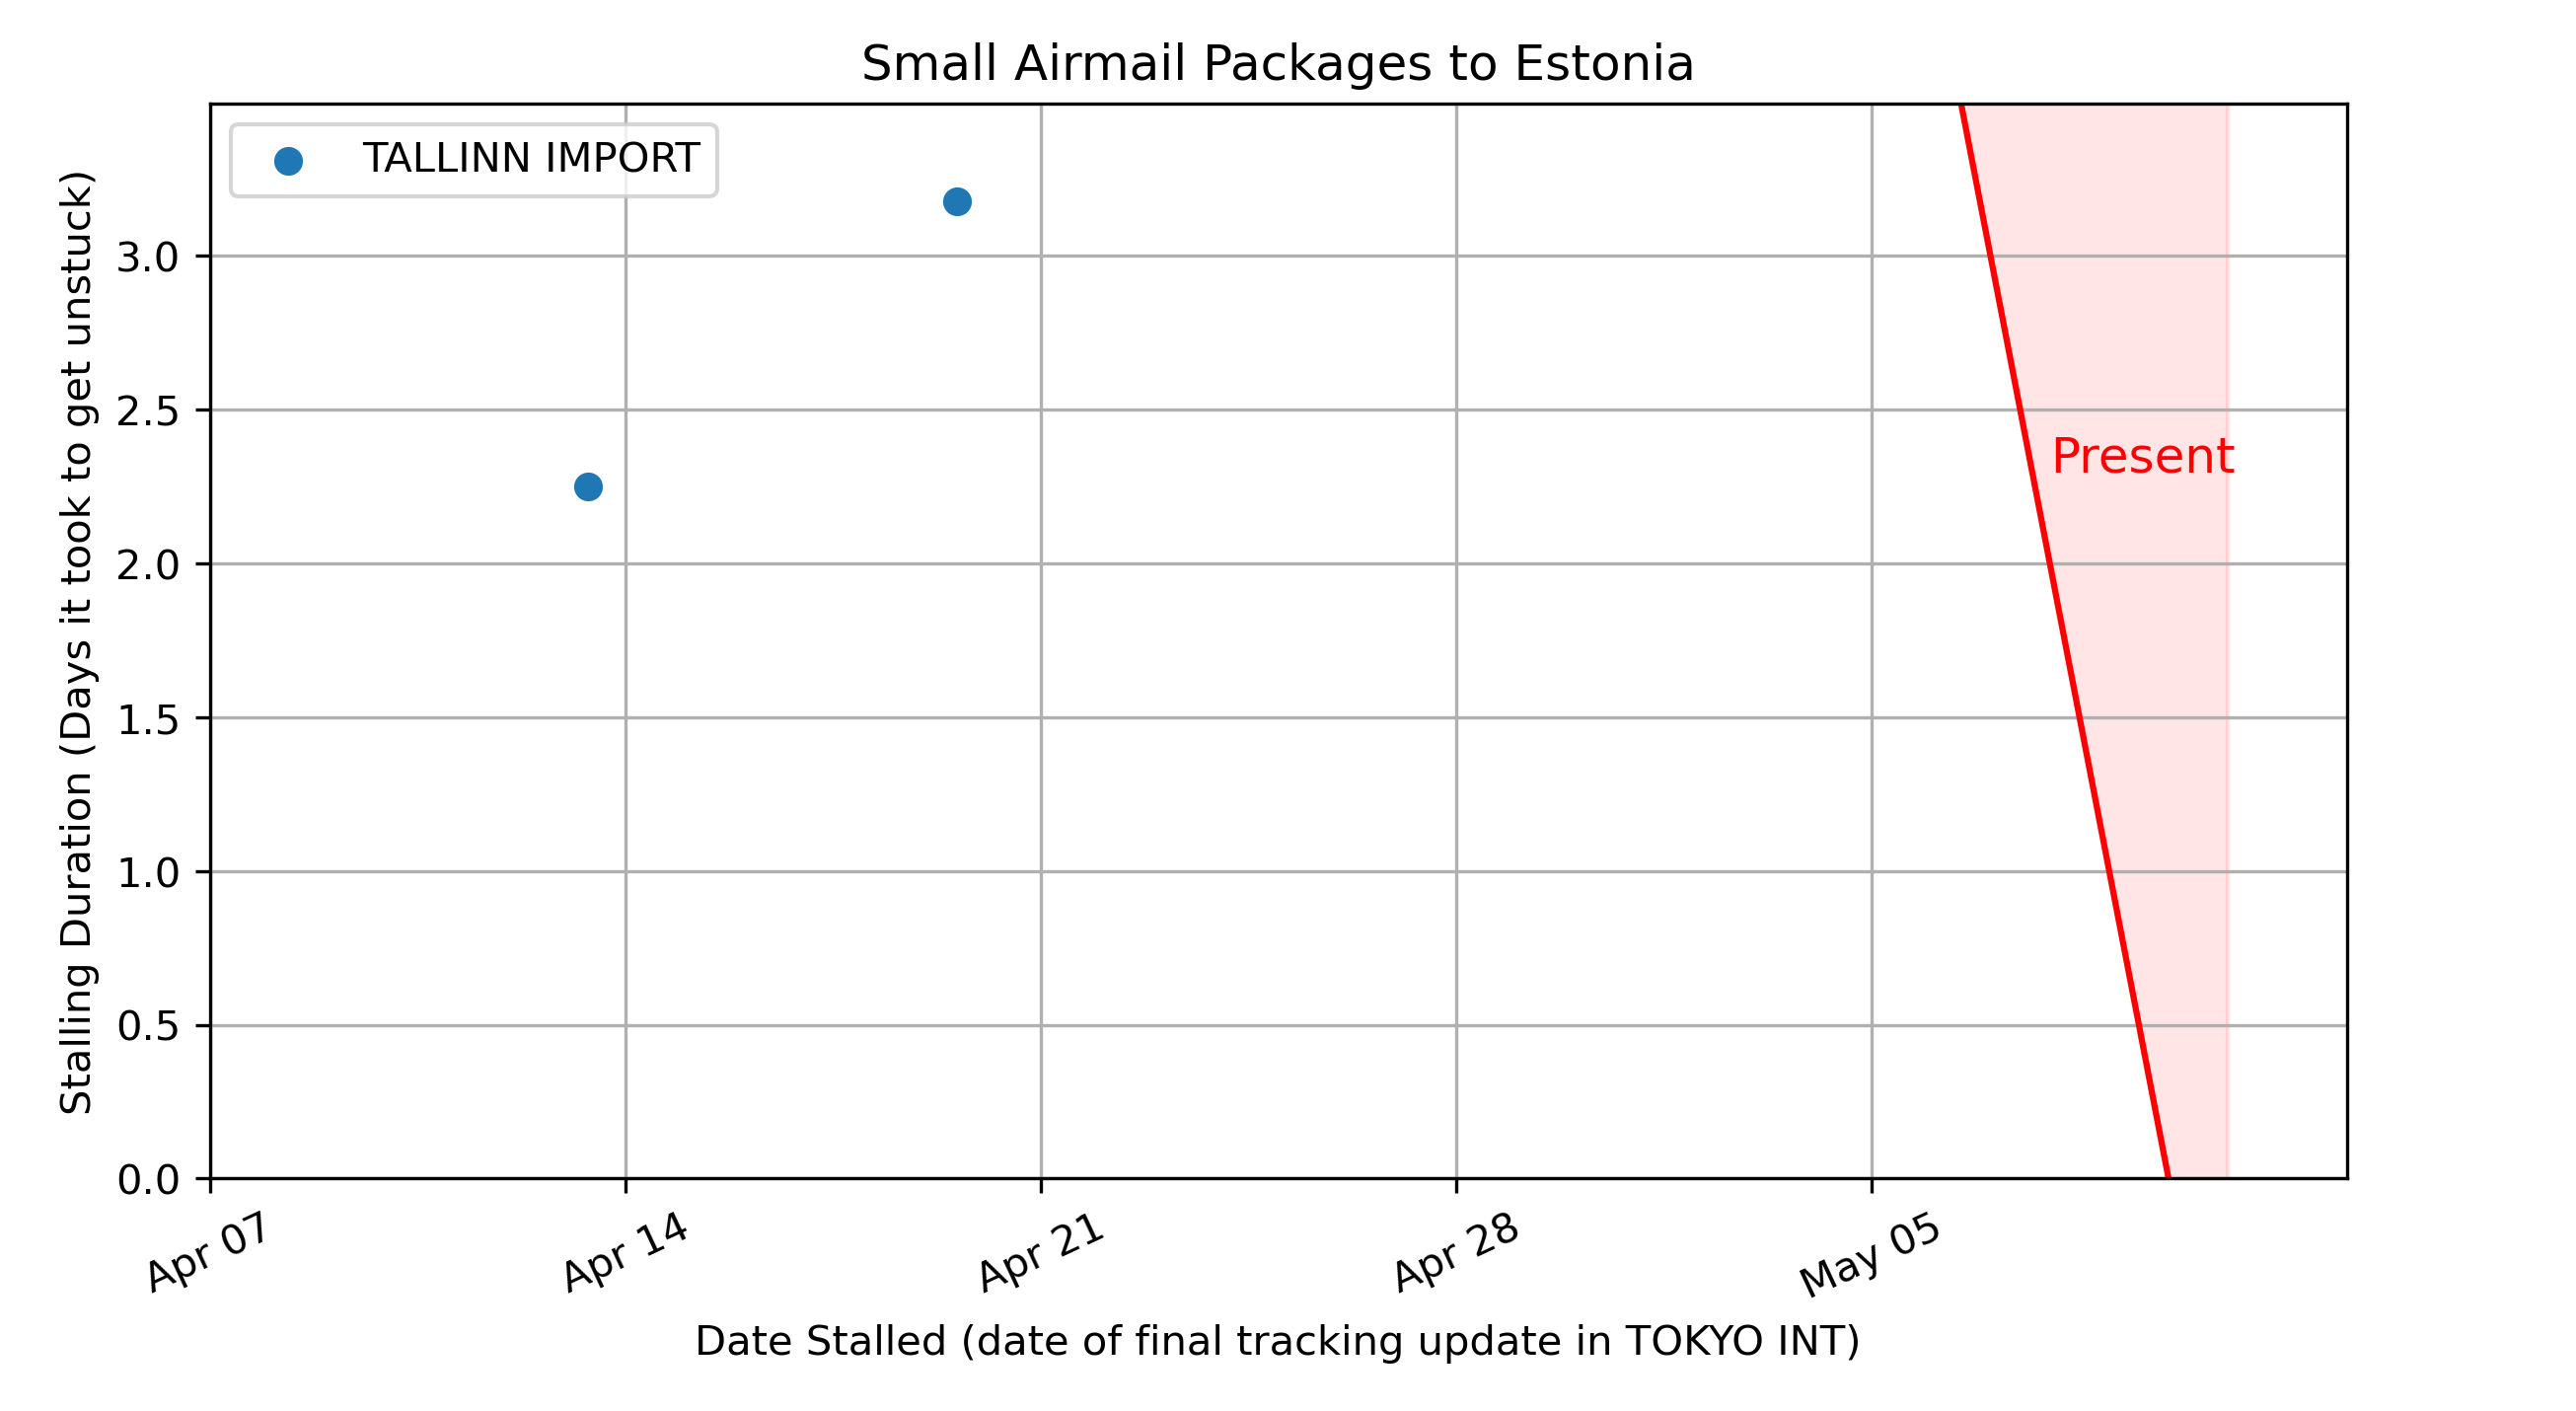 Small Airmail Packages to Estonia
TALLINN IMPORT
Stalling Duration (Days it took to get unstuck)
3.0
2.5
2.0
1.5
1.0
0.5
0.0
Present
Apr 07
Apr 14
Apr 21
Apr 28
May 05
Date Stalled (date of final tracking update in TOKYO INT)